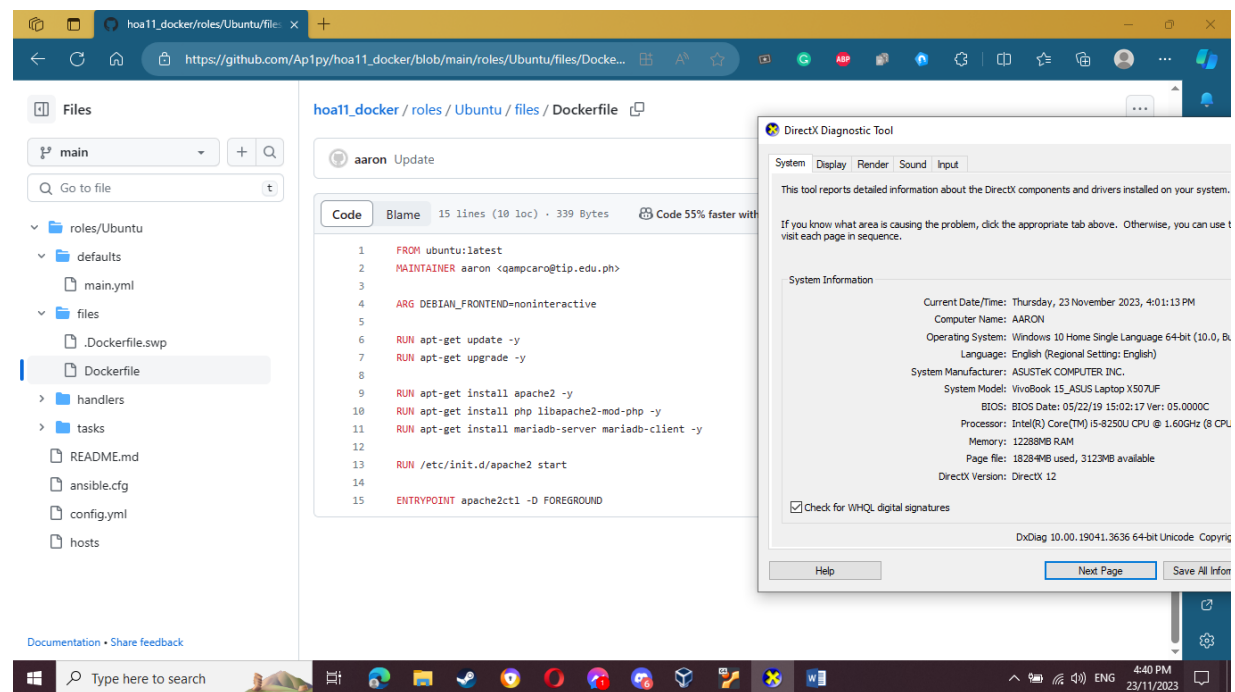 hoa11_docker/roles/Ubuntu/files
https://github.com/Ap1py/hoa11_docker/blob/main/roles/Ubuntu/files/Docke...
Files
main
Go to file
t
roles/Ubuntu
defaults
main.yml
files
.Dockerfile.swp
Dockerfile
handlers
tasks
README.md
ansible.cfg
config.yml
hosts
Documentation • Share feedback
hoa11_docker / roles / Ubuntu / files / Dockerfile
aaron Update
Code Blame 15 lines (10 loc) · 339 Bytes Code 55% faster with
1 FROM ubuntu:latest
2 MAINTAINER aaron <qampcaro@tip.edu.ph>
3
4 ARG DEBIAN_FRONTEND=noninteractive
5
6 RUN apt-get update -y
7 RUN apt-get upgrade -y
8
9 RUN apt-get install apache2 -y
10 RUN apt-get install php libapache2-mod-php -y
11 RUN apt-get install mariadb-server mariadb-client -y
12
13 RUN /etc/init.d/apache2 start
14
15 ENTRYPOINT apache2ctl -D FOREGROUND
DirectX Diagnostic Tool
System Display Render Sound Input
This tool reports detailed information about the DirectX components and drivers installed on your system.
If you know what area is causing the problem, click the appropriate tab above. Otherwise, you can use t
visit each page in sequence.
System Information
Current Date/Time: Thursday, 23 November 2023, 4:01:13 PM
Computer Name: AARON
Operating System: Windows 10 Home Single Language 64-bit (10.0, Bu
Language: English (Regional Setting: English)
System Manufacturer: ASUSTeK COMPUTER INC.
System Model: VivoBook 15_ASUS Laptop X507UF
BIOS: BIOS Date: 05/22/19 15:02:17 Ver: 05.0000C
Processor: Intel(R) Core(TM) i5-8250U CPU @ 1.60GHz (8 CPU
Memory: 12288MB RAM
Page file: 18284MB used, 3123MB available
DirectX Version: DirectX 12
Check for WHQL digital signatures
DxDiag 10.00.19041.3636 64-bit Unicode Copyrig
Help Next Page Save All Infor
Type here to search
ENG
4:40 PM
23/11/2023
ABP